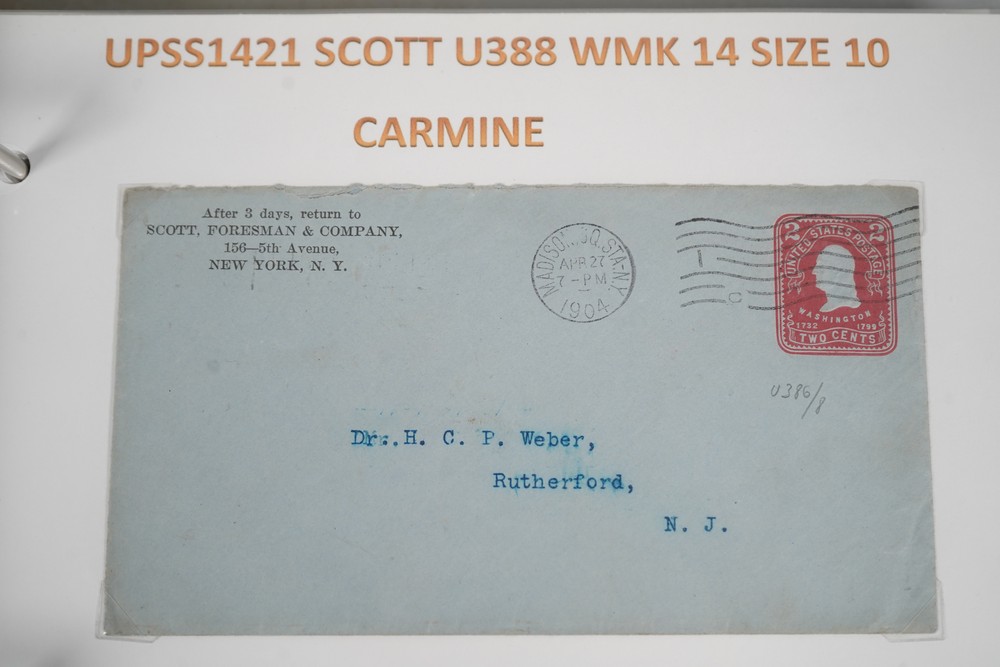 UPSS1421 SCOTT U388 WMK 14 SIZE 10
CARMINE
After 3 days, return to
SCOTT, FORESMAN & COMPANY,
156—5th Avenue,
NEW YORK, N. Y.
MADISON SQ. STA-N.Y.
APR 27
7-PM
1904
1
C
2 2
UNITED STATES POSTAGE
WASHINGTON
1732 1799
TWO CENTS
U386/8
Dr. H. C. P. Weber,
Rutherford,
N. J.